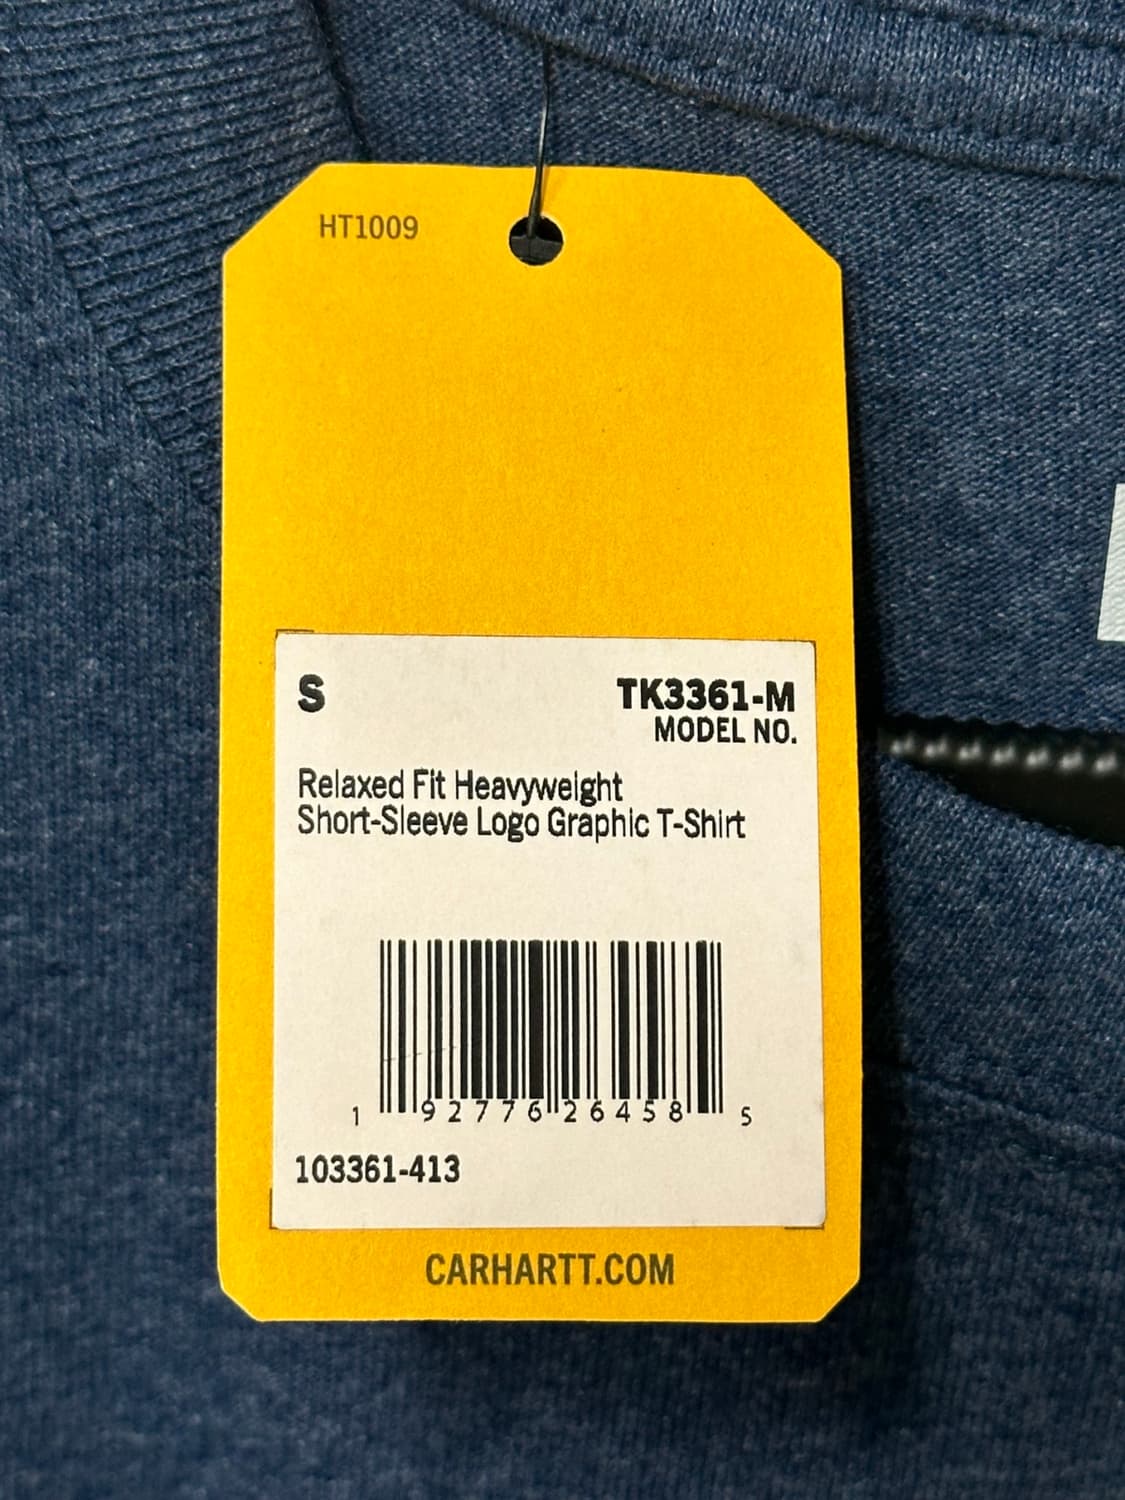 HT1009
S
TK3361-M
MODEL NO.
Relaxed Fit Heavyweight
Short-Sleeve Logo Graphic T-Shirt
1 92776 26458 5
103361-413
CARHARTT.COM